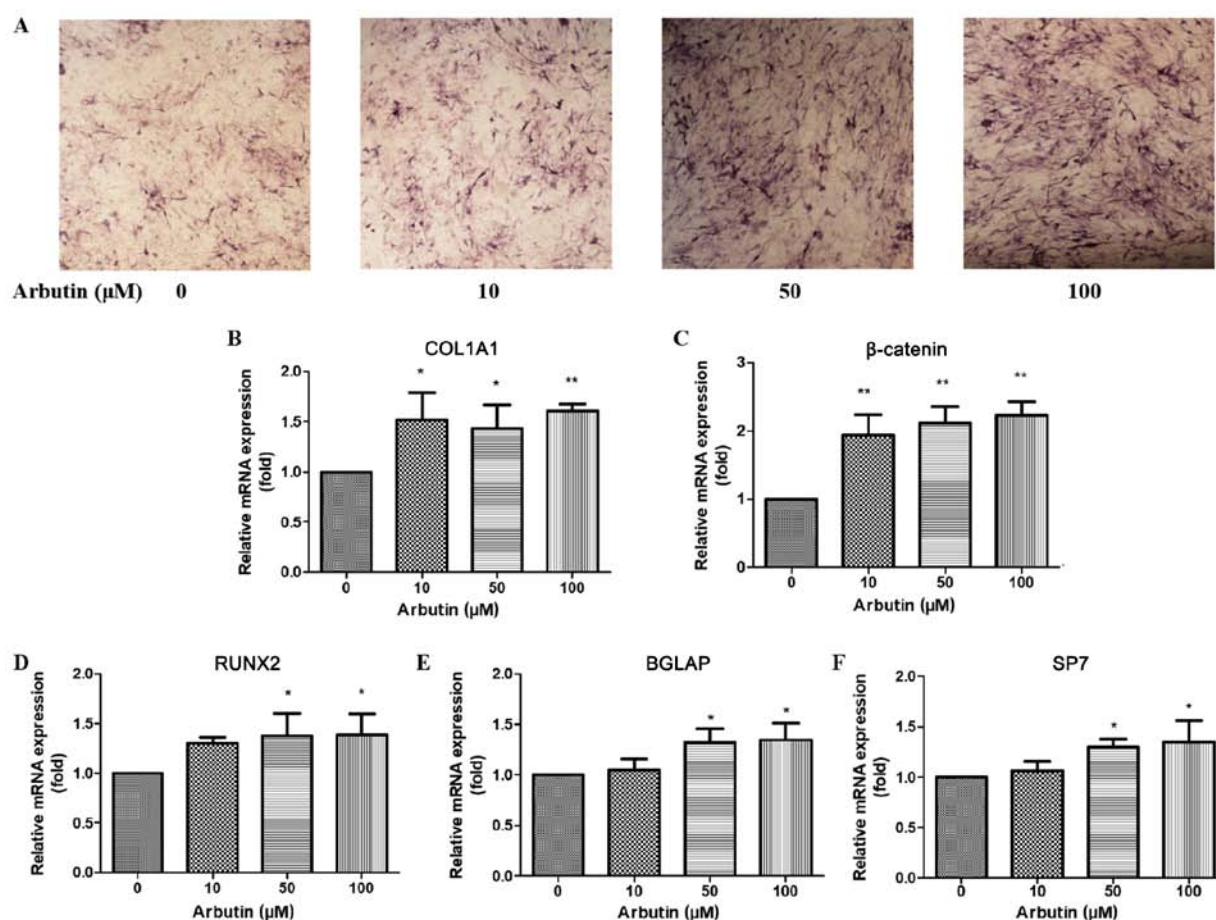 A
Arbutin (μM) 0 10 50 100
B
COL1A1
Relative mRNA expression
(fold)
2.0
1.5
1.0
0.5
0.0
* * **
0 10 50 100
Arbutin (μM)
C
β-catenin
Relative mRNA expression
(fold)
3
2
1
0
** ** **
0 10 50 100
Arbutin (μM)
D
RUNX2
Relative mRNA expression
(fold)
2.0
1.5
1.0
0.5
0.0
* *
0 10 50 100
Arbutin (μM)
E
BGLAP
Relative mRNA expression
(fold)
2.0
1.5
1.0
0.5
0.0
* *
0 10 50 100
Arbutin (μM)
F
SP7
Relative mRNA expression
(fold)
2.0
1.5
1.0
0.5
0.0
* *
0 10 50 100
Arbutin (μM)